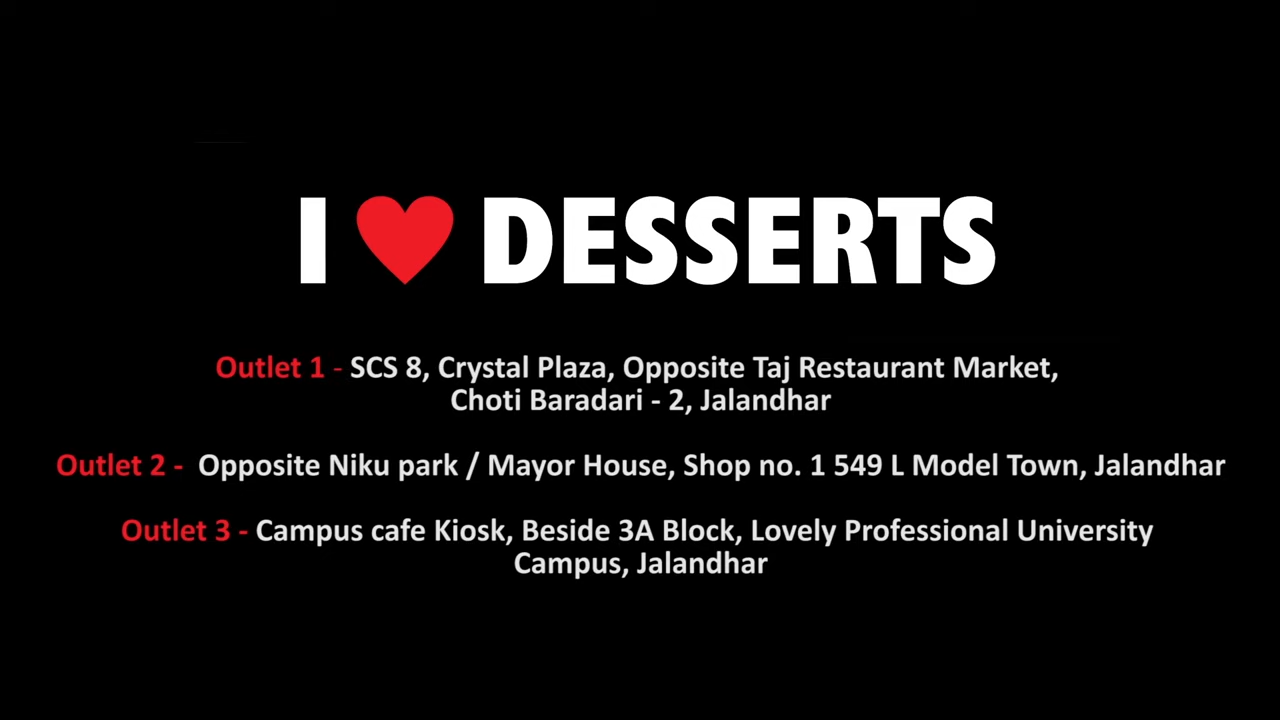 I ♥ DESSERTS
Outlet 1 - SCS 8, Crystal Plaza, Opposite Taj Restaurant Market,
Choti Baradari - 2, Jalandhar
Outlet 2 - Opposite Niku park / Mayor House, Shop no. 1 549 L Model Town, Jalandhar
Outlet 3 - Campus cafe Kiosk, Beside 3A Block, Lovely Professional University
Campus, Jalandhar